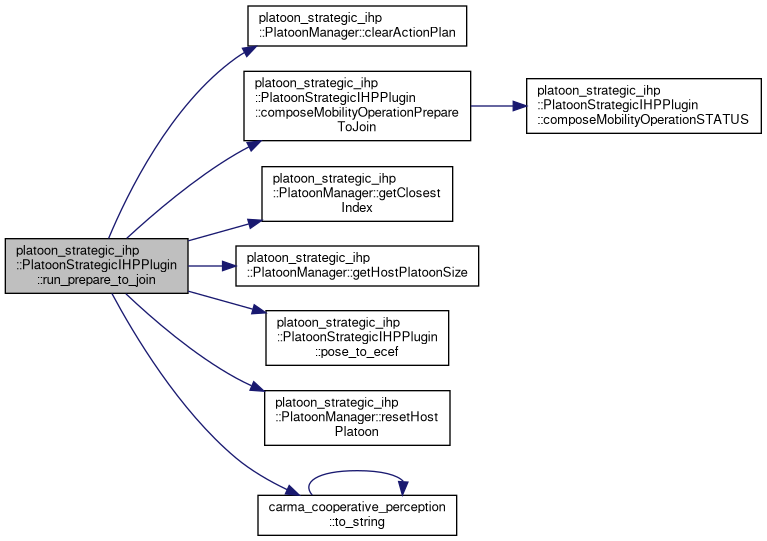 platoon_strategic_ihp
::PlatoonManager::clearActionPlan
platoon_strategic_ihp
::PlatoonStrategicIHPPlugin
::composeMobilityOperationPrepare
ToJoin
platoon_strategic_ihp
::PlatoonStrategicIHPPlugin
::composeMobilityOperationSTATUS
platoon_strategic_ihp
::PlatoonManager::getClosest
Index
platoon_strategic_ihp
::PlatoonStrategicIHPPlugin
::run_prepare_to_join
platoon_strategic_ihp
::PlatoonManager::getHostPlatoonSize
platoon_strategic_ihp
::PlatoonStrategicIHPPlugin
::pose_to_ecef
platoon_strategic_ihp
::PlatoonManager::resetHost
Platoon
carma_cooperative_perception
::to_string